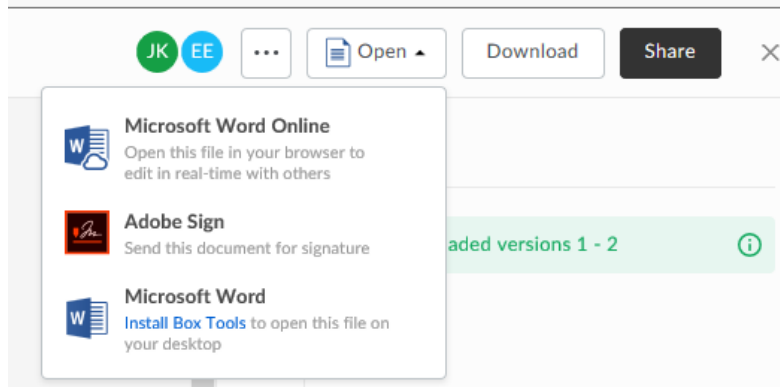 JK EE ... Open Download Share
Microsoft Word Online
Open this file in your browser to
edit in real-time with others
Adobe Sign
Send this document for signature
aded versions 1 - 2
Microsoft Word
Install Box Tools to open this file on
your desktop